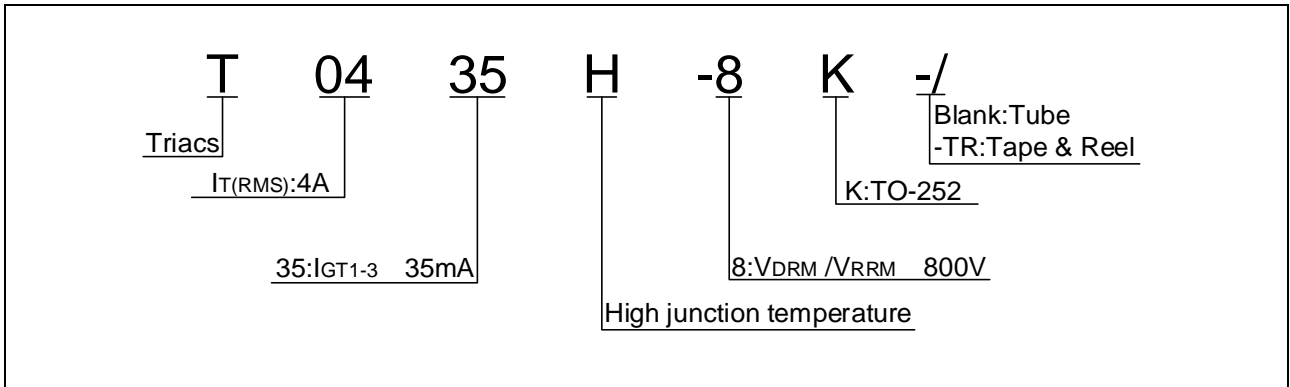 T 04 35 H -8 K -/
Blank:Tube
Triacs
-TR:Tape & Reel
IT(RMS):4A
K:TO-252
35:IGT1-3 35mA
8:VDRM /VRRM 800V
High junction temperature